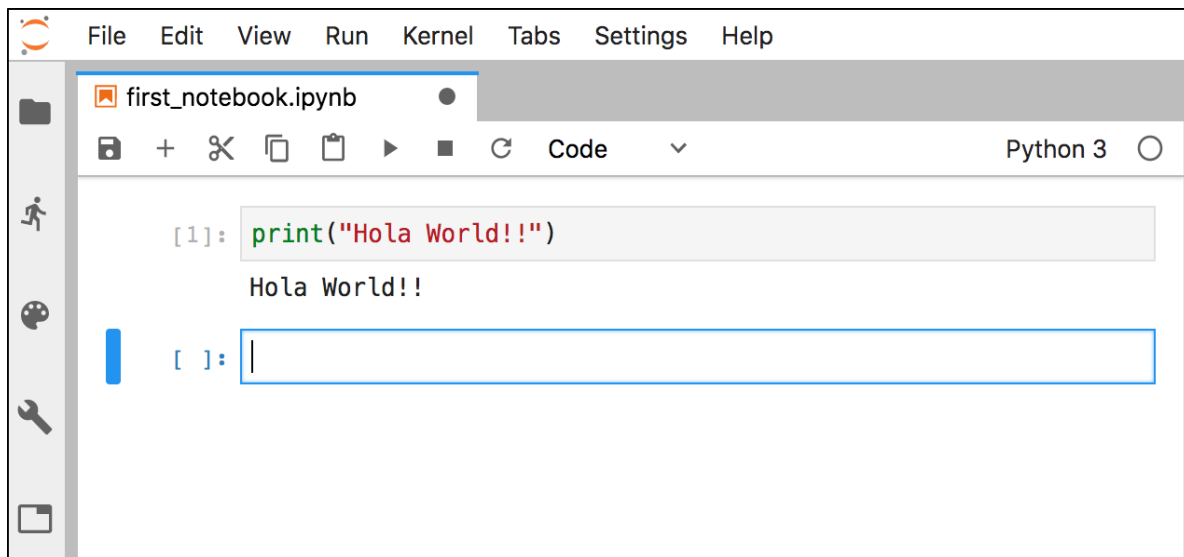 File Edit View Run Kernel Tabs Settings Help
first_notebook.ipynb
Code Python 3
[1]: print("Hola World!!")
Hola World!!
[ ]: